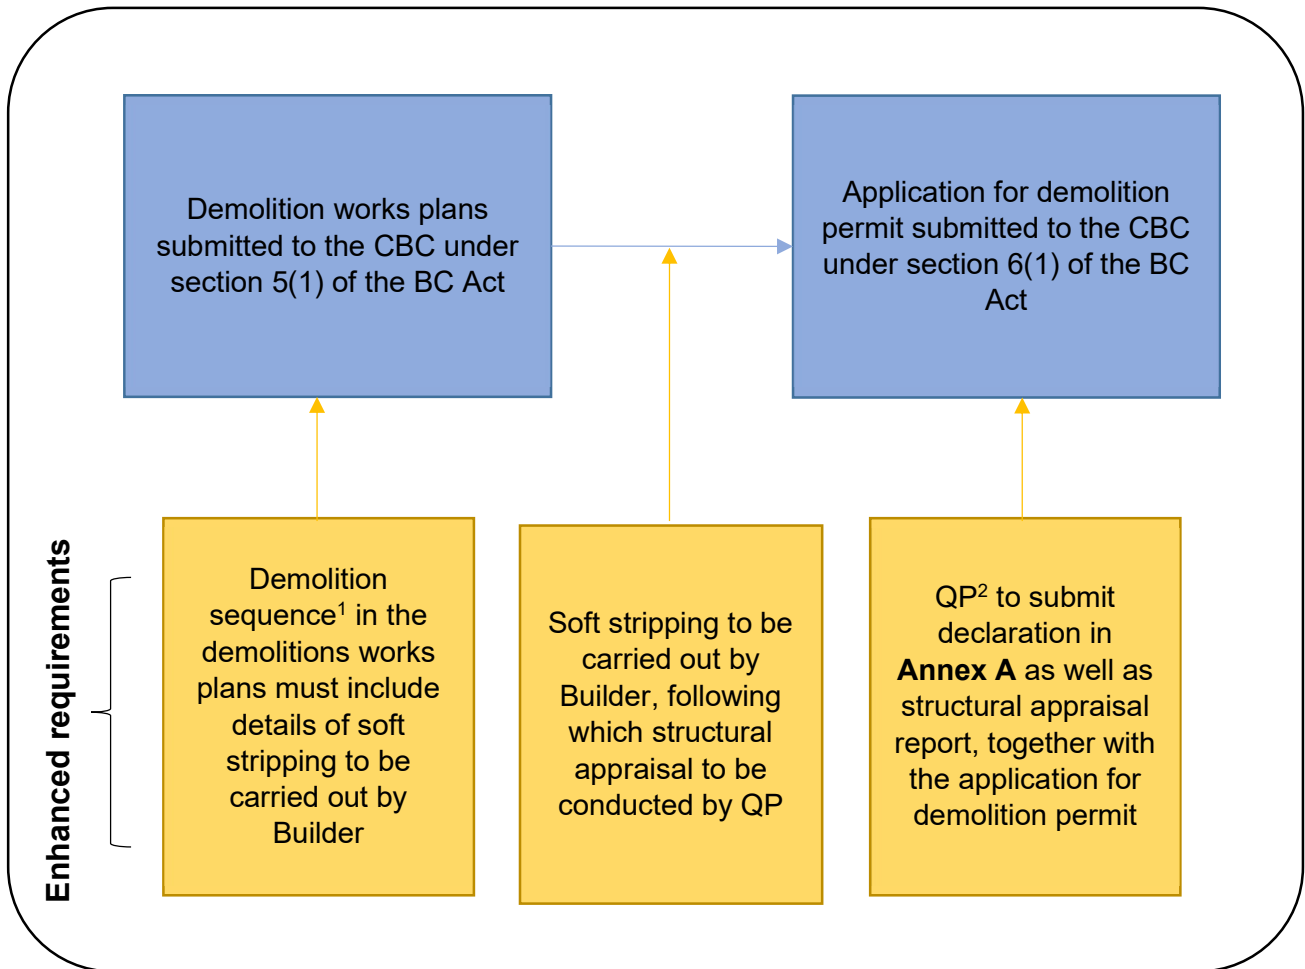 Demolition works plans
submitted to the CBC under
section 5(1) of the BC Act
Application for demolition
permit submitted to the CBC
under section 6(1) of the BC
Act
Enhanced requirements
Demolition
sequence¹ in the
demolitions works
plans must include
details of soft
stripping to be
carried out by
Builder
Soft stripping to be
carried out by
Builder, following
which structural
appraisal to be
conducted by QP
QP² to submit
declaration in
Annex A as well as
structural appraisal
report, together with
the application for
demolition permit